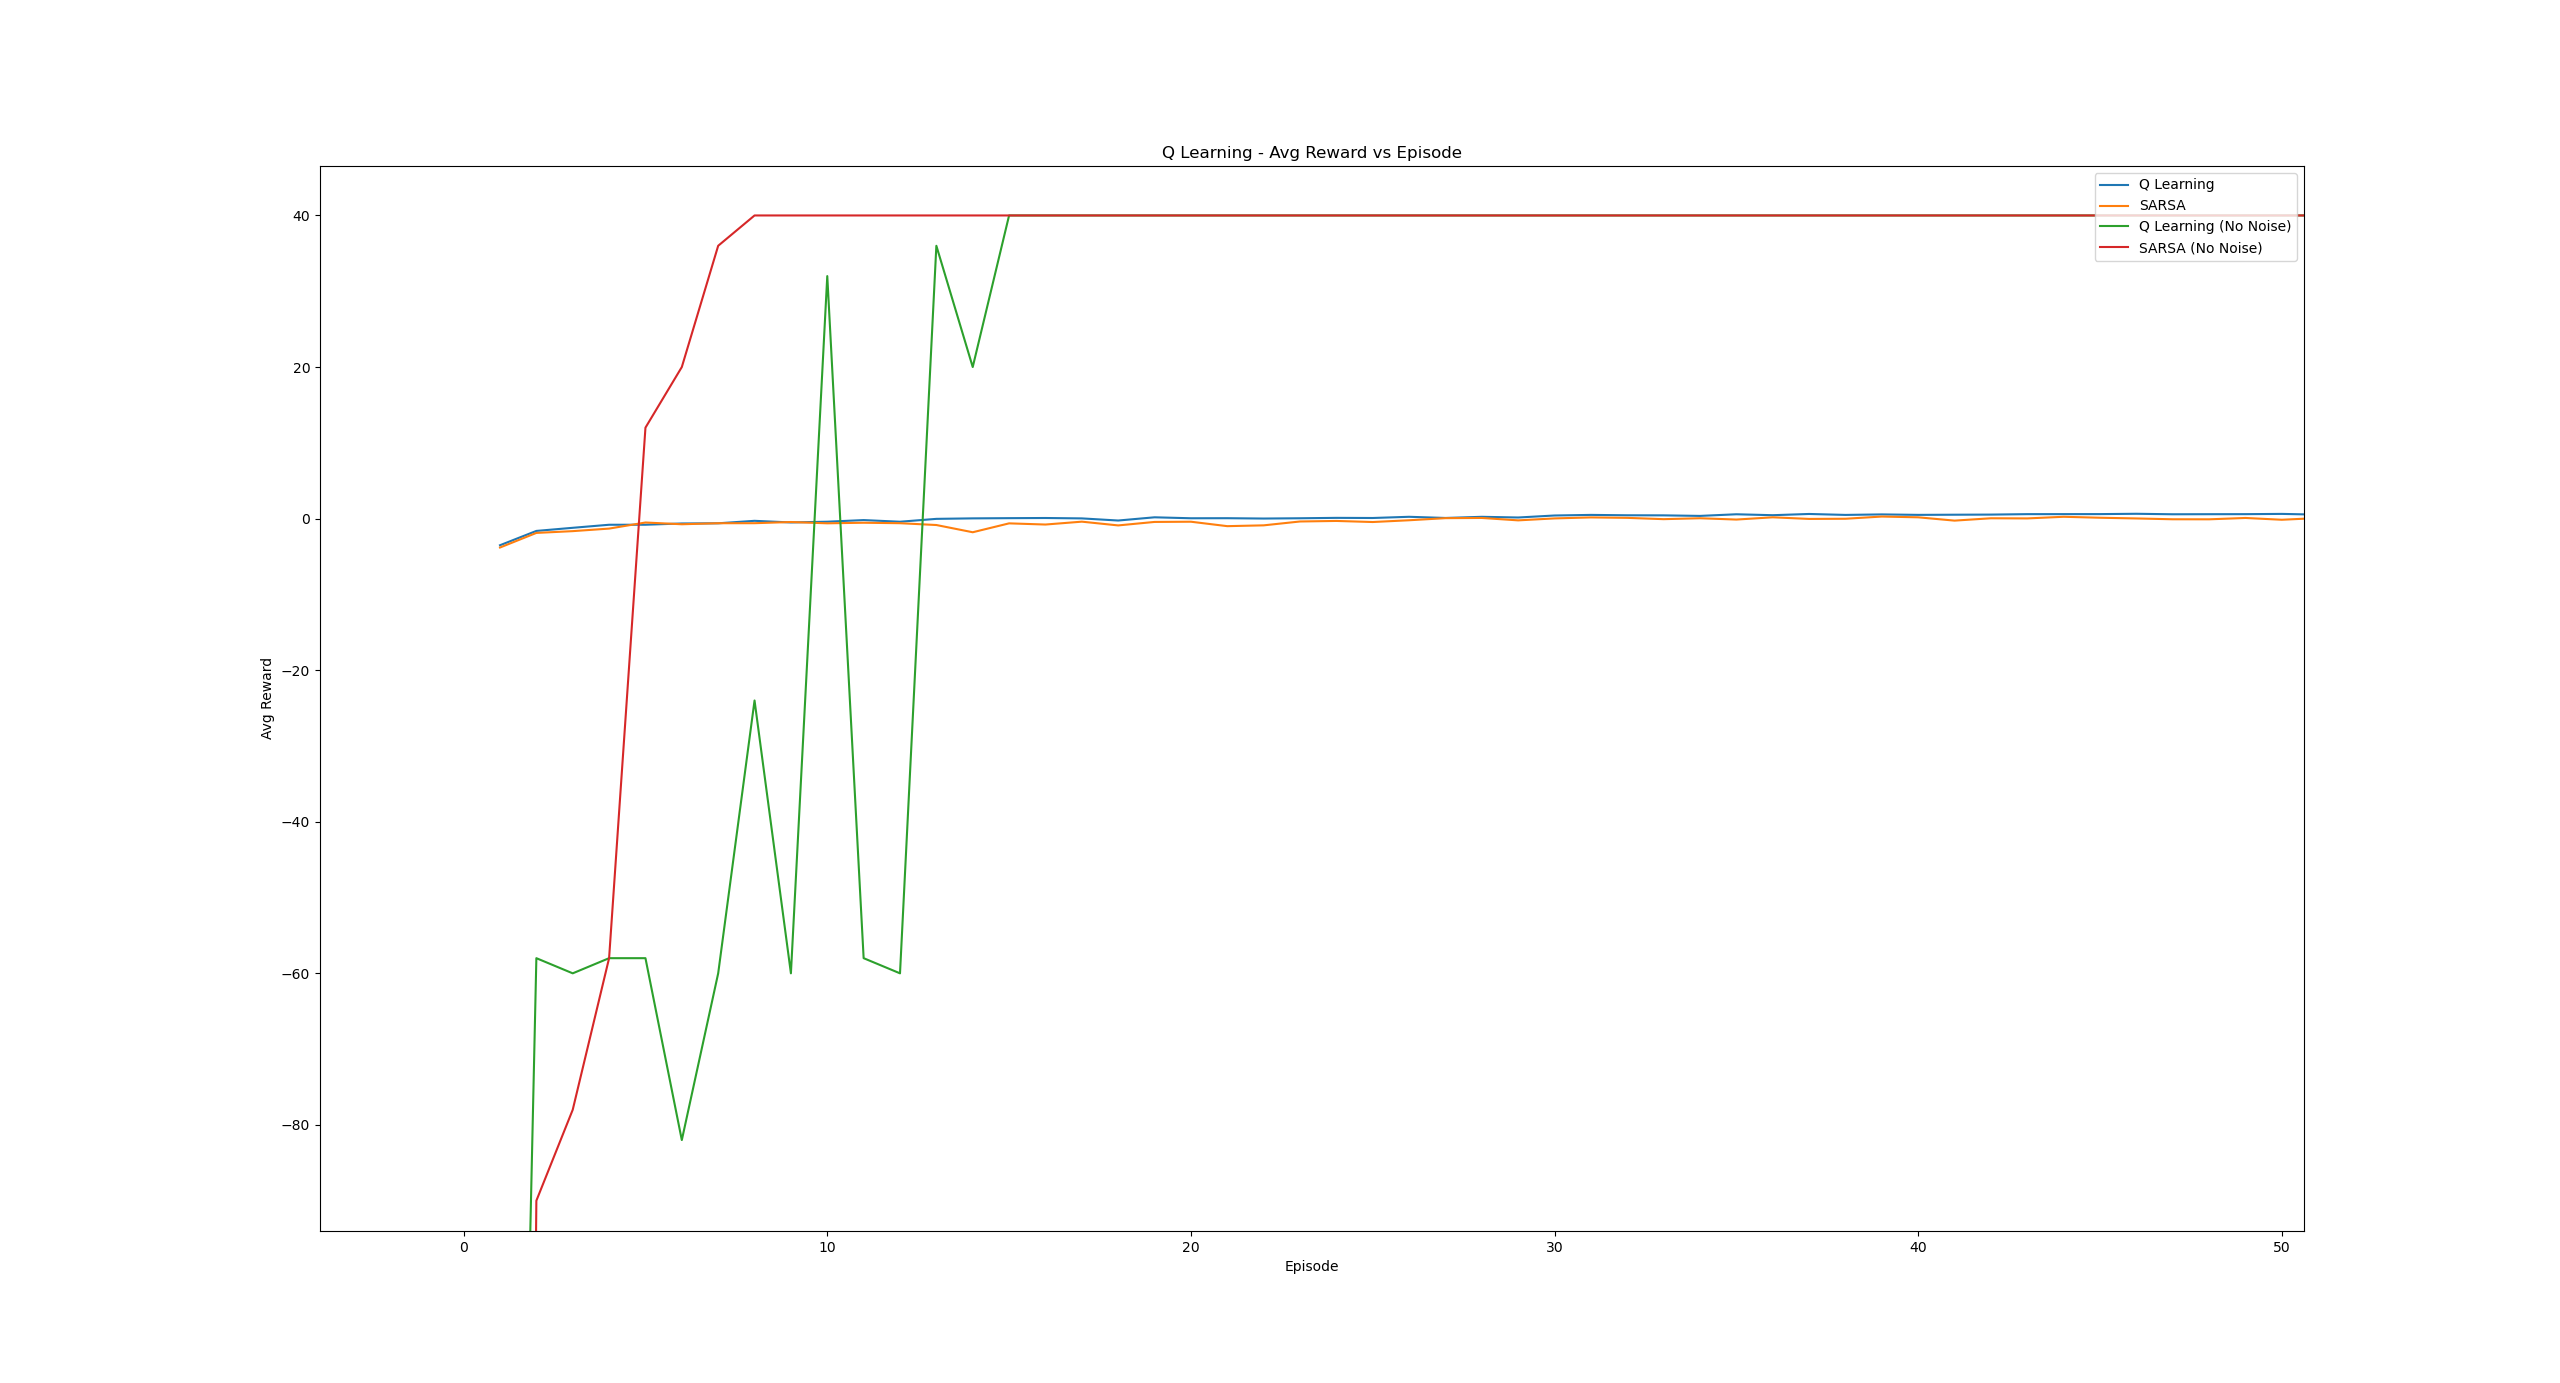 Q Learning - Avg Reward vs Episode
Q Learning
SARSA
Q Learning (No Noise)
SARSA (No Noise)
40
20
0
−20
−40
−60
−80
Avg Reward
0 10 20 30 40 50
Episode